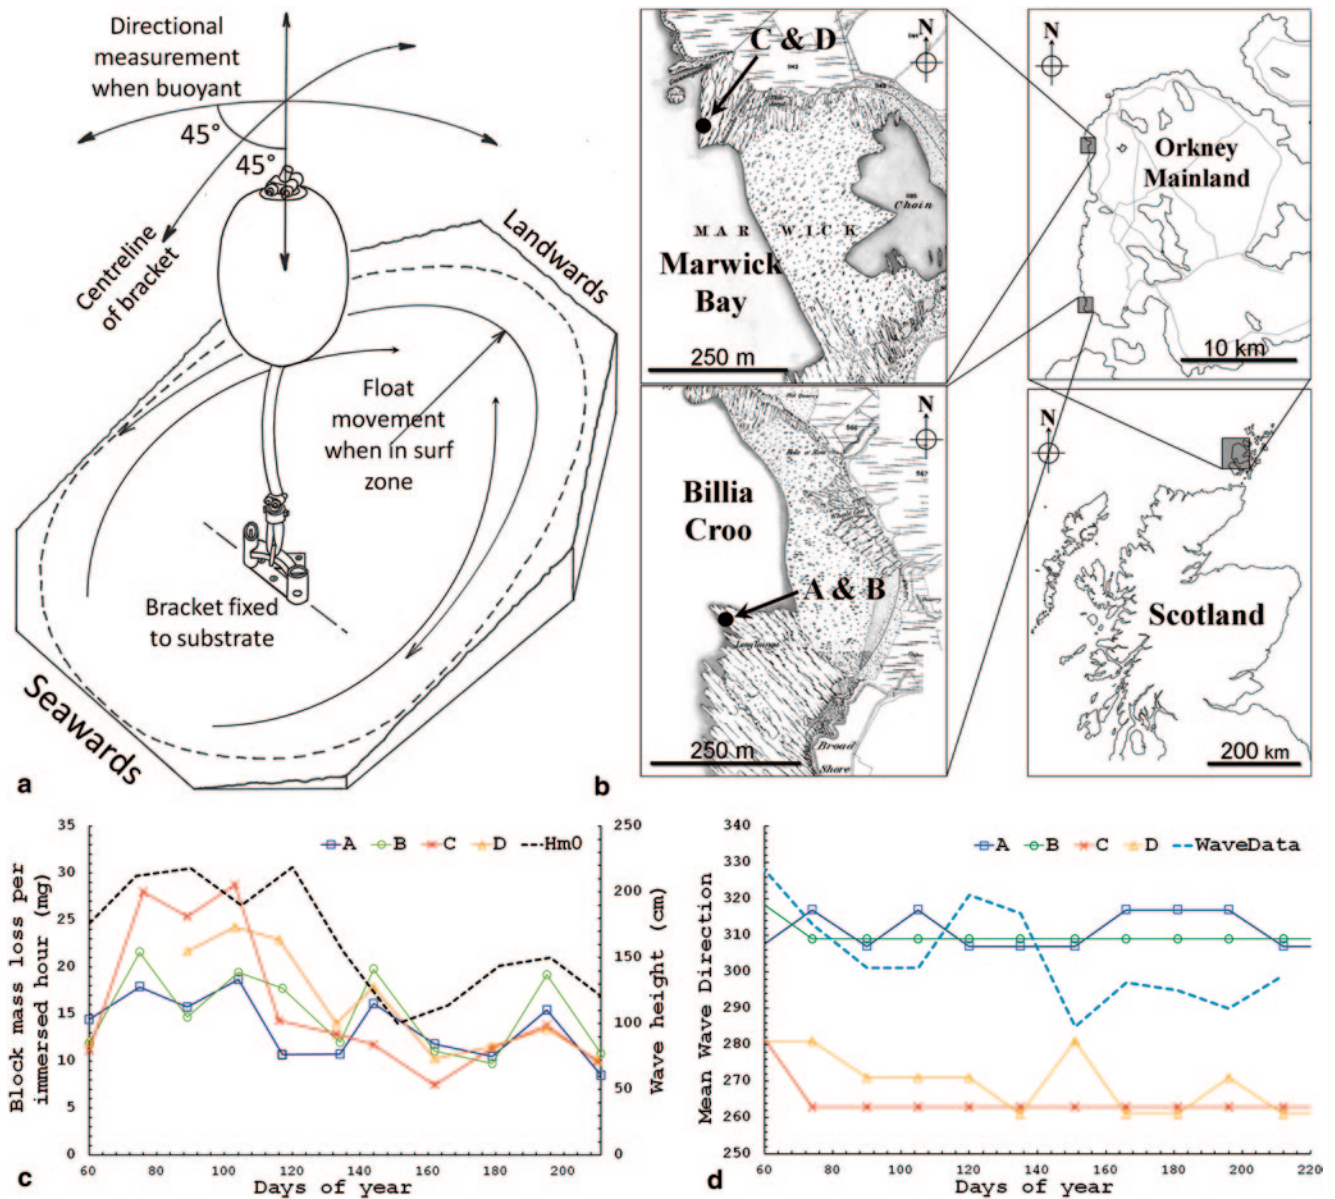 Directional
measurement
when buoyant
45°
45°
Centreline
of bracket
Landwards
Float
movement
when in surf
zone
Bracket fixed
to substrate
Seawards
a
C & D
N
MARWICK
Choin
Marwick
Bay
250 m
N
Orkney
Mainland
10 km
N
Billia
Croo
A & B
Broad
Shore
250 m
b
N
Scotland
200 km
35
30
25
20
15
10
5
0
Block mass loss per
immersed hour (mg)
A B C D Hm0
250
200
150
100
50
0
Wave height (cm)
60 80 100 120 140 160 180 200
Days of year
c
340
330
320
310
300
290
280
270
260
250
Mean Wave Direction
A B C D WaveData
60 80 100 120 140 160 180 200 220
Days of year
d